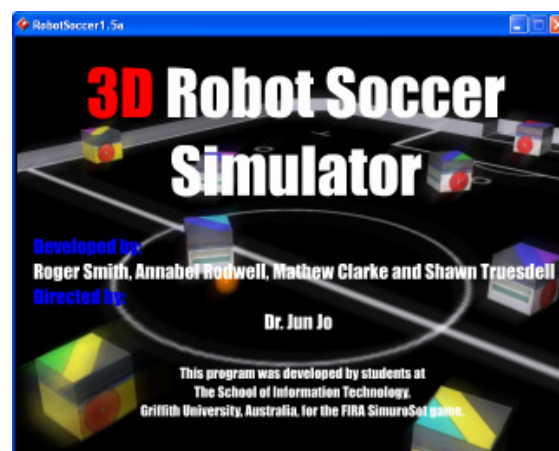 RobotSoccer1.5a
3D Robot Soccer
Simulator
Developed by:
Roger Smith, Annabel Rodwell, Mathew Clarke and Shawn Truesdell
Directed by:
Dr. Jun Jo
This program was developed by students at
The School of Information Technology,
Griffith University, Australia, for the FIRA SimuroSot game.